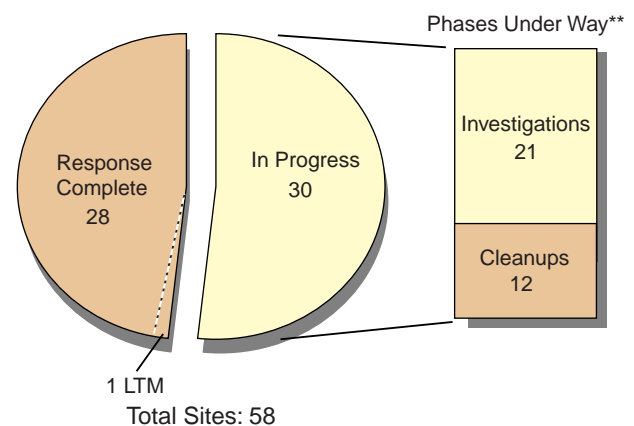 Phases Under Way**
Response
Complete
28
In Progress
30
Investigations
21
Cleanups
12
1 LTM
Total Sites: 58